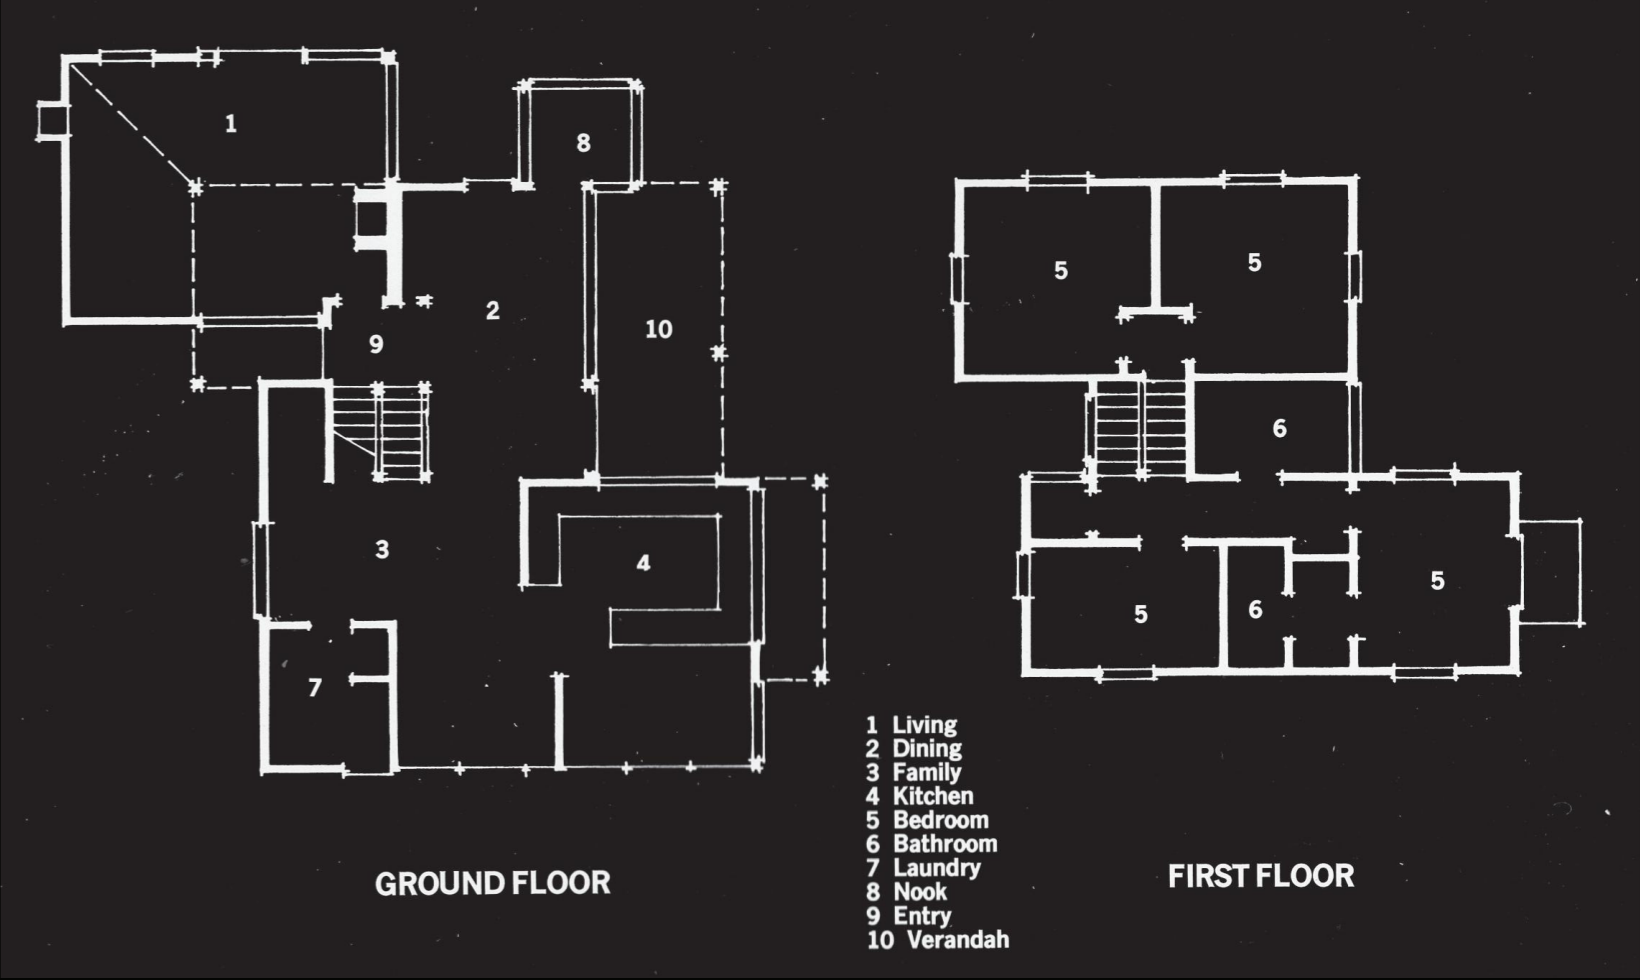 1
8
2
10
9
3
4
7
GROUND FLOOR
5
5
6
5
6
5
1 Living
2 Dining
3 Family
4 Kitchen
5 Bedroom
6 Bathroom
7 Laundry
8 Nook
9 Entry
10 Verandah
FIRST FLOOR